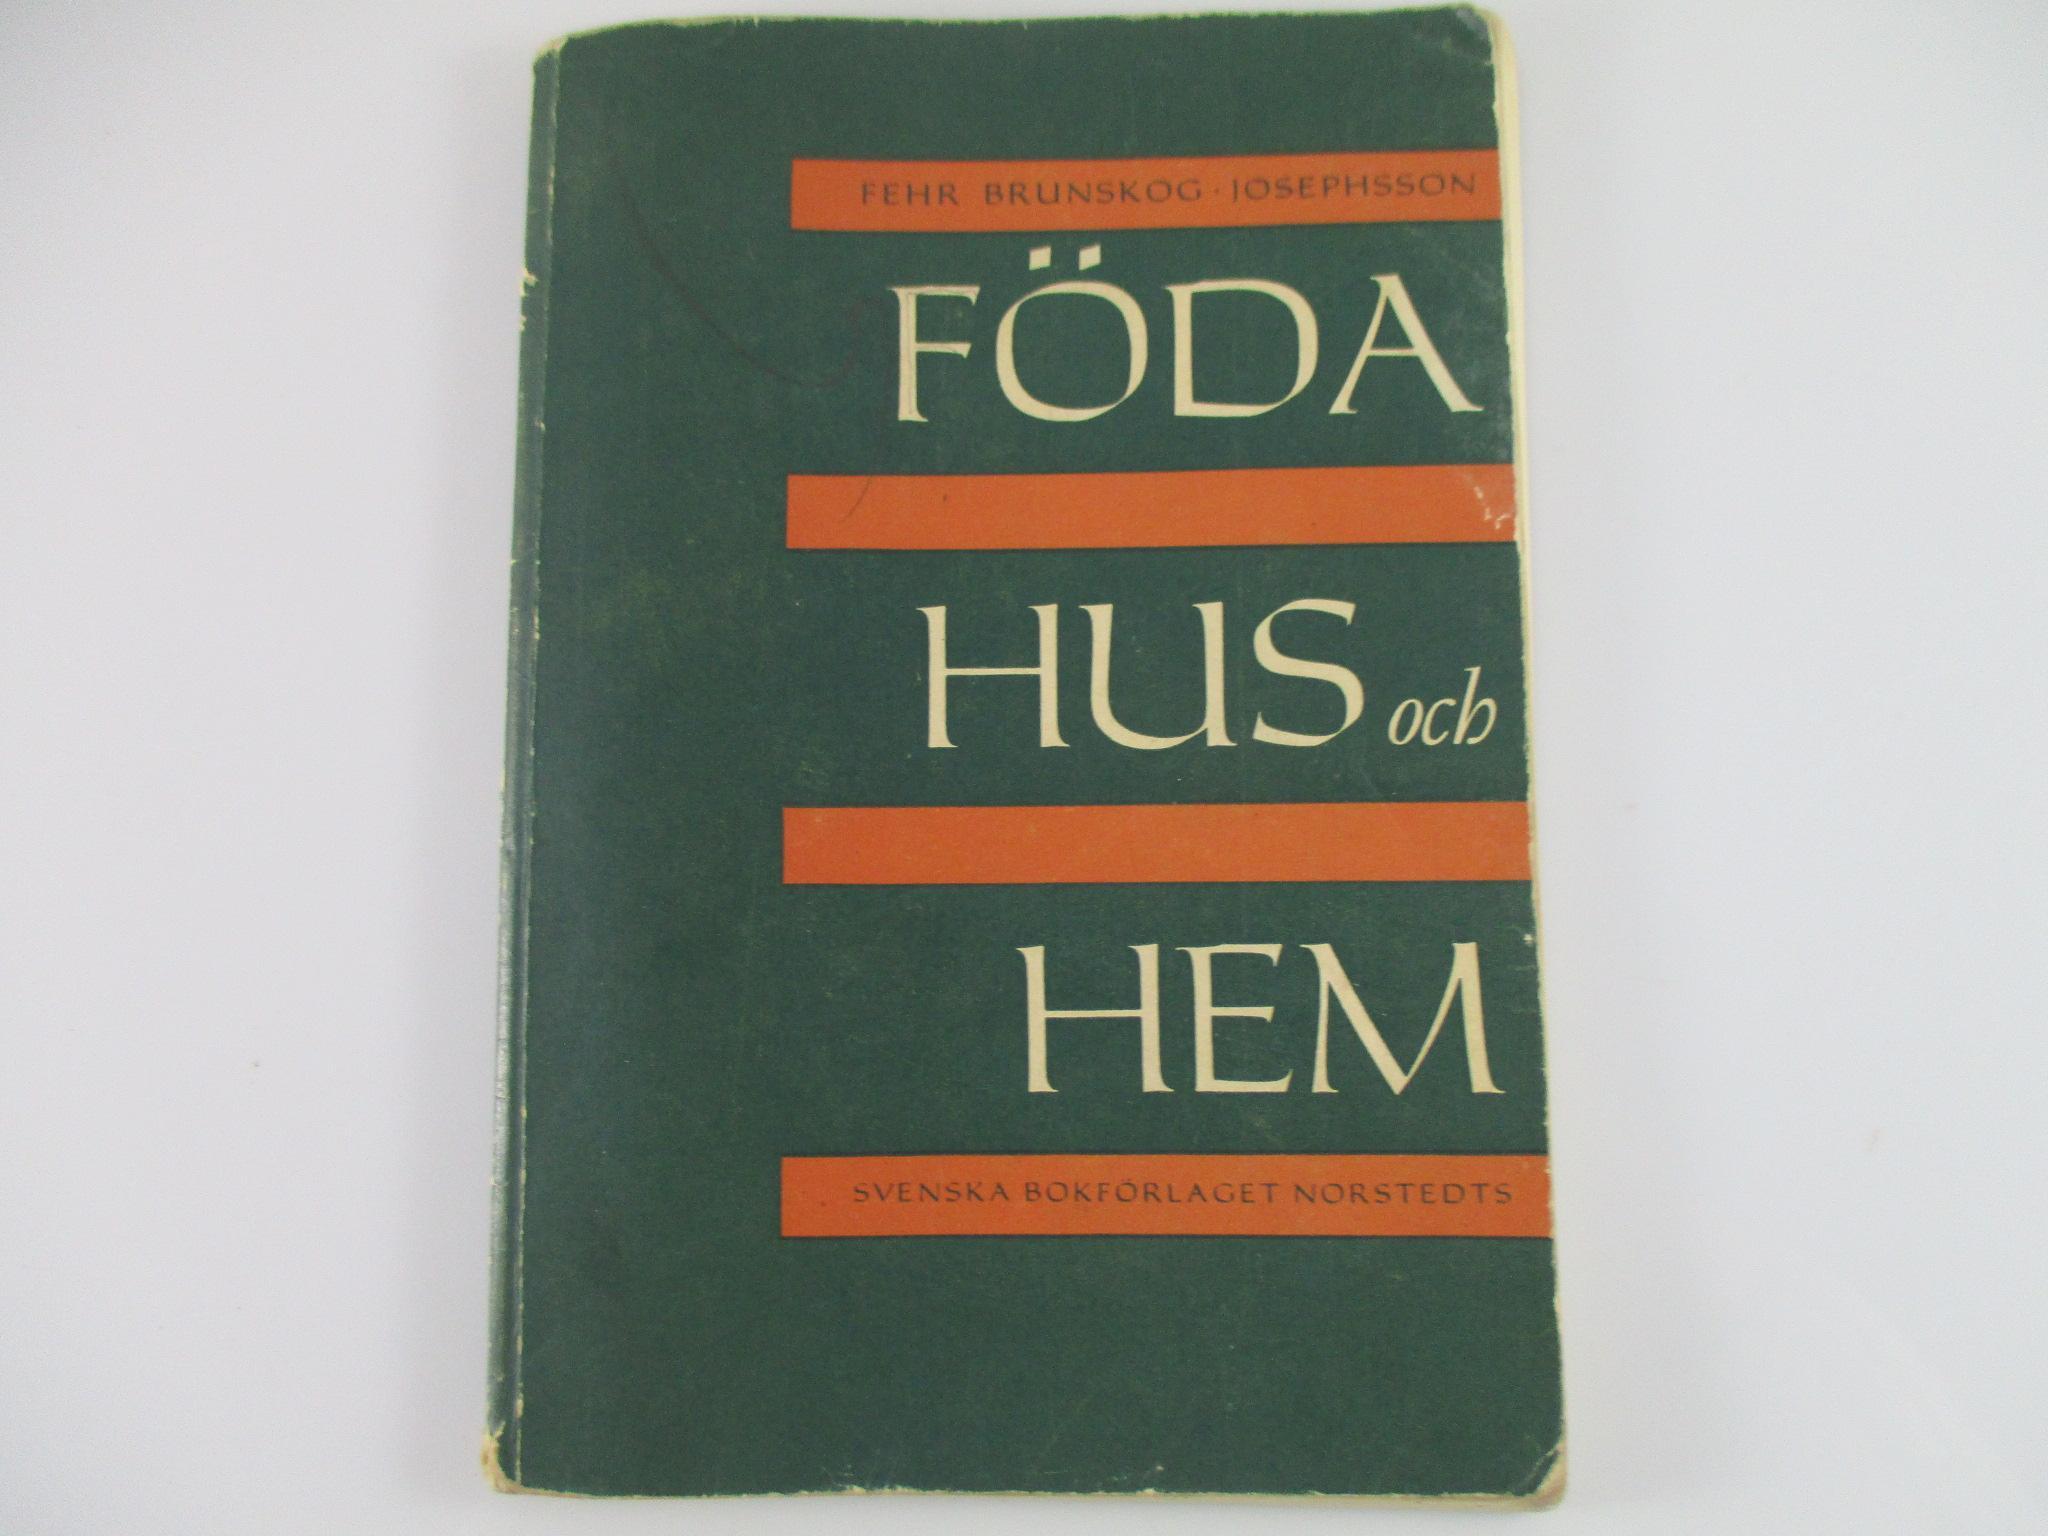 FEHR BRUNSKOG · JOSEPHSSON
FÖDA
HUS och
HEM
SVENSKA BOKFÖRLAGET NORSTEDTS